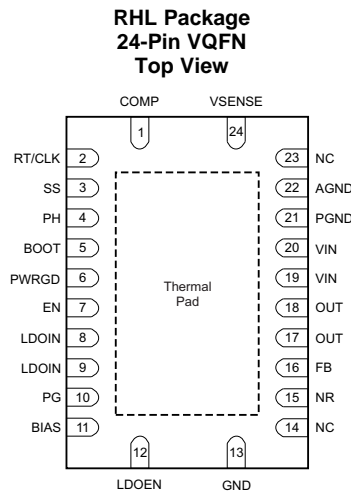 RHL Package
24-Pin VQFN
Top View
COMP VSENSE
1 24
RT/CLK 2 23 NC
SS 3 22 AGND
PH 4 21 PGND
BOOT 5 20 VIN
PWRGD 6 19 VIN
EN 7 18 OUT
LDOIN 8 17 OUT
LDOIN 9 16 FB
PG 10 15 NR
BIAS 11 14 NC
Thermal
Pad
12 13
LDOEN GND